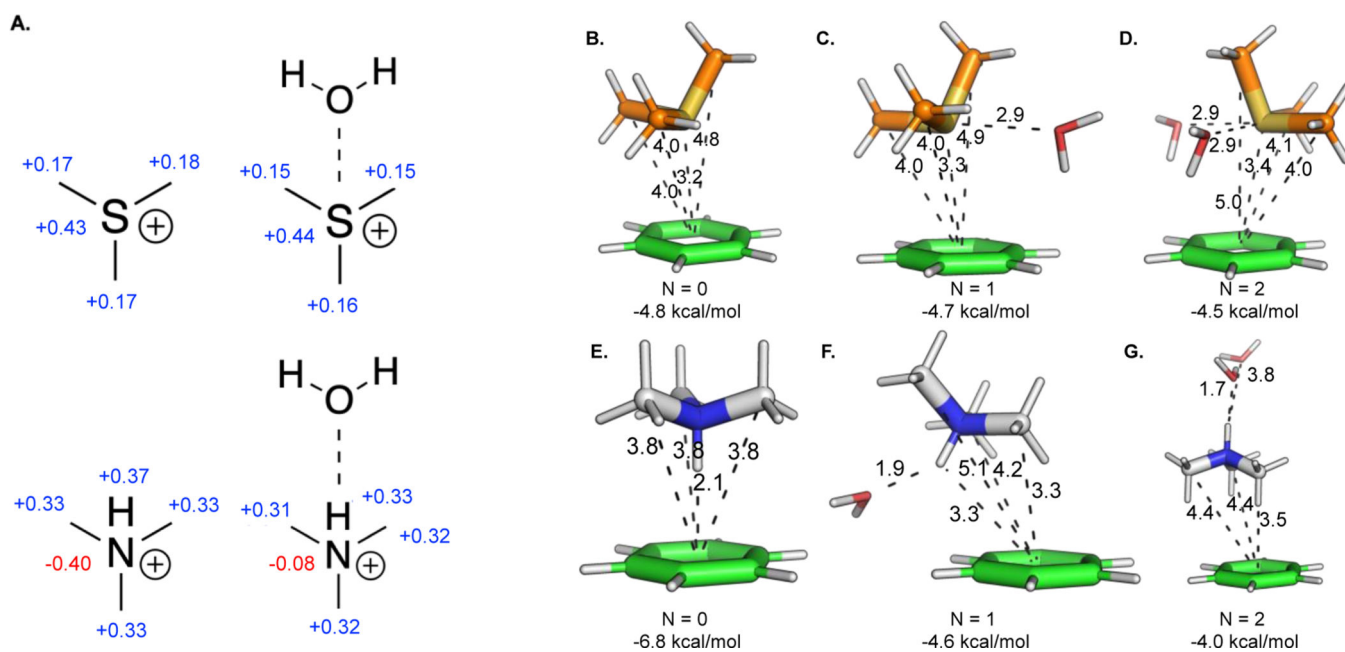 A.
H H
O
+0.17 +0.18
+0.43 S +
+0.17
H H
O
+0.15 +0.15
+0.44 S +
+0.16
H H
O
+0.37
+0.33 H +0.33
-0.40 N +
+0.33
+0.31 H +0.33
+0.32
-0.08 N +
+0.32
B.
4.0 4.8
3.2
4.0
N = 0
-4.8 kcal/mol
C.
2.9
4.0 4.9
4.0 3.3
N = 1
-4.7 kcal/mol
D.
2.9
2.9 4.1
3.4 4.0
5.0
N = 2
-4.5 kcal/mol
E.
3.8 3.8 3.8
2.1
N = 0
-6.8 kcal/mol
F.
1.9 5.1 4.2
3.3
3.3
N = 1
-4.6 kcal/mol
G.
1.7 3.8
4.4 4.4 3.5
N = 2
-4.0 kcal/mol